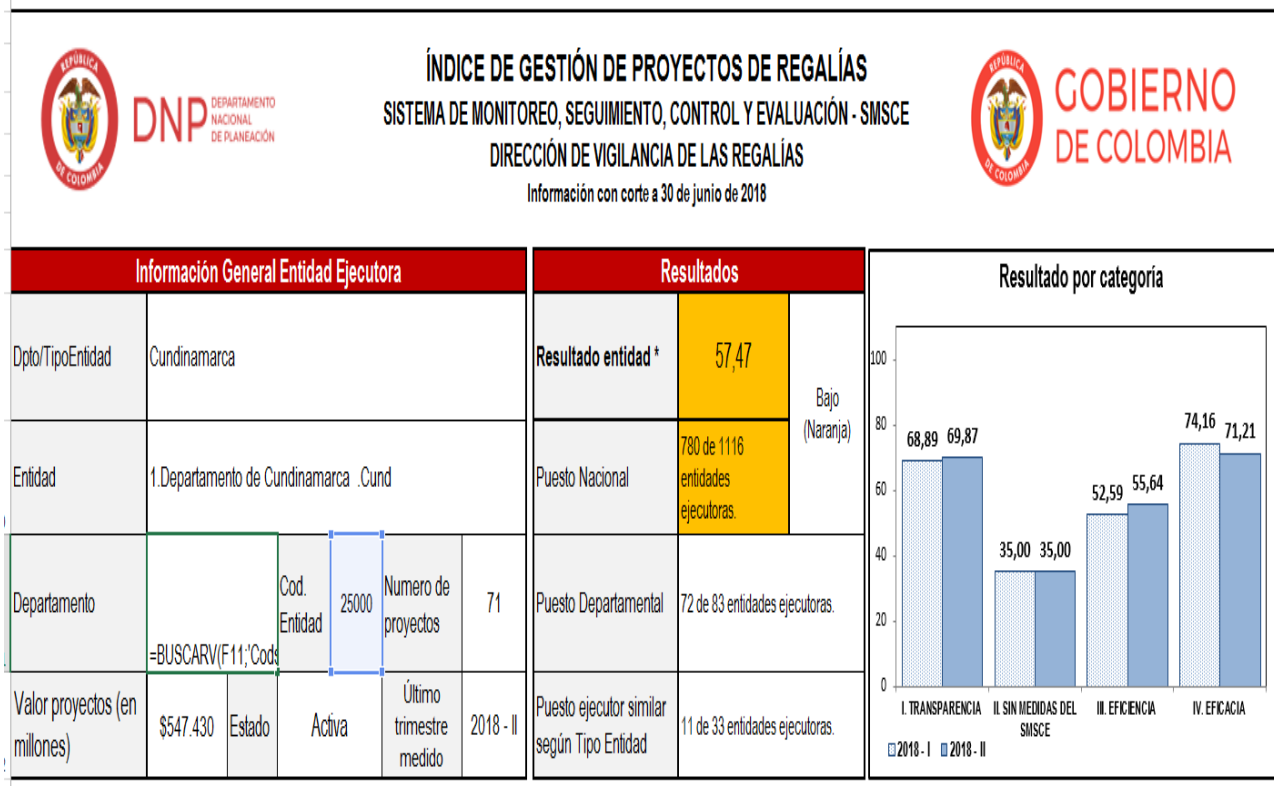 REPÚBLICA
DE COLOMBIA
DNP
DEPARTAMENTO
NACIONAL
DE PLANEACIÓN
ÍNDICE DE GESTIÓN DE PROYECTOS DE REGALÍAS
SISTEMA DE MONITOREO, SEGUIMIENTO, CONTROL Y EVALUACIÓN - SMSCE
DIRECCIÓN DE VIGILANCIA DE LAS REGALÍAS
Información con corte a 30 de junio de 2018
REPÚBLICA
DE COLOMBIA
GOBIERNO
DE COLOMBIA
Información General Entidad Ejecutora
Dpto/TipoEntidad
Cundinamarca
Entidad
1.Departamento de Cundinamarca .Cund
Departamento
=BUSCARV(F11;'Cods
Cod.
Entidad
25000
Numero de
proyectos
71
Valor proyectos (en
millones)
$547.430
Estado
Activa
Último
trimestre
medido
2018 - II
Resultados
Resultado entidad *
57,47
Bajo
(Naranja)
Puesto Nacional
780 de 1116
entidades
ejecutoras.
Puesto Departamental
72 de 83 entidades ejecutoras.
Puesto ejecutor similar
según Tipo Entidad
11 de 33 entidades ejecutoras.
Resultado por categoría
100
80
60
40
20
0
68,89 69,87
35,00 35,00
52,59 55,64
74,16 71,21
I. TRANSPARENCIA
II. SIN MEDIDAS DEL
SMSCE
III. EFICIENCIA
IV. EFICACIA
2018 - I 2018 - II